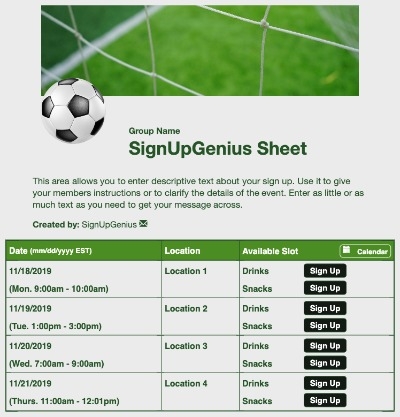 Group Name
SignUpGenius Sheet
This area allows you to enter descriptive text about your sign up. Use it to give
your members instructions or to clarify the details of the event. Enter as little or as
much text as you need to get your message across.
Created by: SignUpGenius
Date (mm/dd/yyyy EST) Location Available Slot Calendar
11/18/2019 Location 1 Drinks Sign Up
(Mon. 9:00am - 10:00am) Snacks Sign Up
11/19/2019 Location 2 Drinks Sign Up
(Tue. 1:00pm - 3:00pm) Snacks Sign Up
11/20/2019 Location 3 Drinks Sign Up
(Wed. 7:00am - 9:00am) Snacks Sign Up
11/21/2019 Location 4 Drinks Sign Up
(Thurs. 11:00am - 12:01pm) Snacks Sign Up